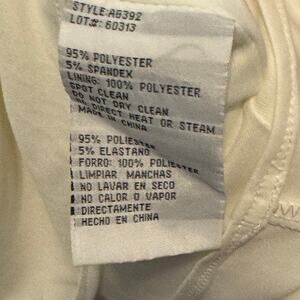 STYLE:A6392
LOT#: 60313
95% POLYESTER
5% SPANDEX
LINING: 100% POLYESTER
SPOT CLEAN
DO NOT DRY CLEAN
NO DIRECT HEAT OR STEAM
MADE IN CHINA
95% POLIESTER
5% ELASTANO
FORRO: 100% POLIESTER
LIMPIAR MANCHAS
NO LAVAR EN SECO
NO CALOR O VAPOR
DIRECTAMENTE
HECHO EN CHINA